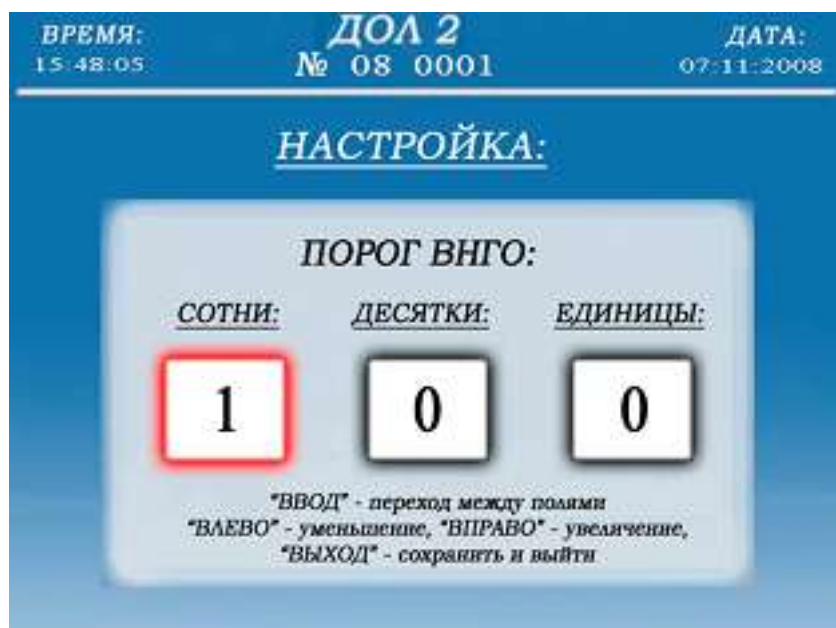 ВРЕМЯ: ДОЛ 2 ДАТА:
15:48:05 № 08 0001 07:11:2008
НАСТРОЙКА:
ПОРОГ ВНГО:
СОТНИ: ДЕСЯТКИ: ЕДИНИЦЫ:
1 0 0
"ВВОД" - переход между полями
"ВЛЕВО" - уменьшение, "ВПРАВО" - увеличение,
"ВЫХОД" - сохранить и выйти